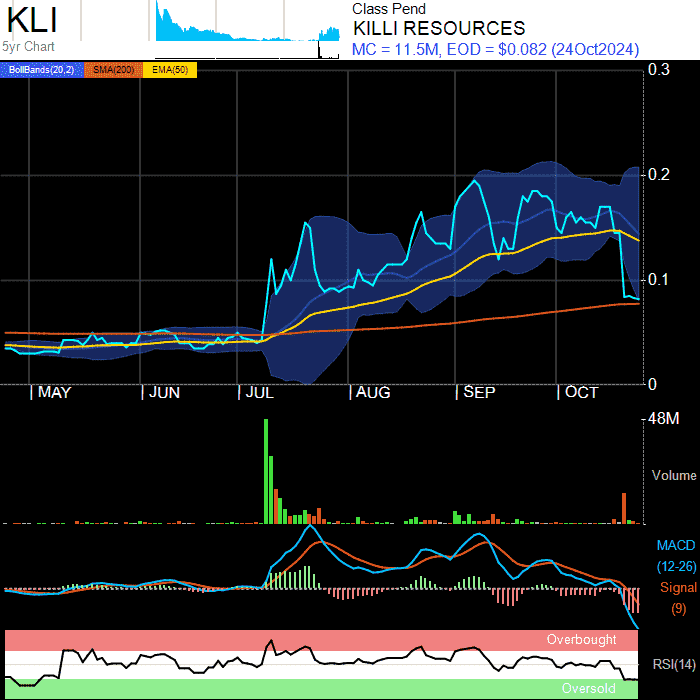 KLI
5yr Chart
Class Pend
KILLI RESOURCES
MC = 11.5M, EOD = $0.082 (24Oct2024)
BollBands(20,2) SMA(200) EMA(50)
0.3
0.2
0.1
0
MAY JUN JUL AUG SEP OCT
48M
Volume
MACD
(12-26)
Signal
(9)
Overbought
RSI(14)
Oversold